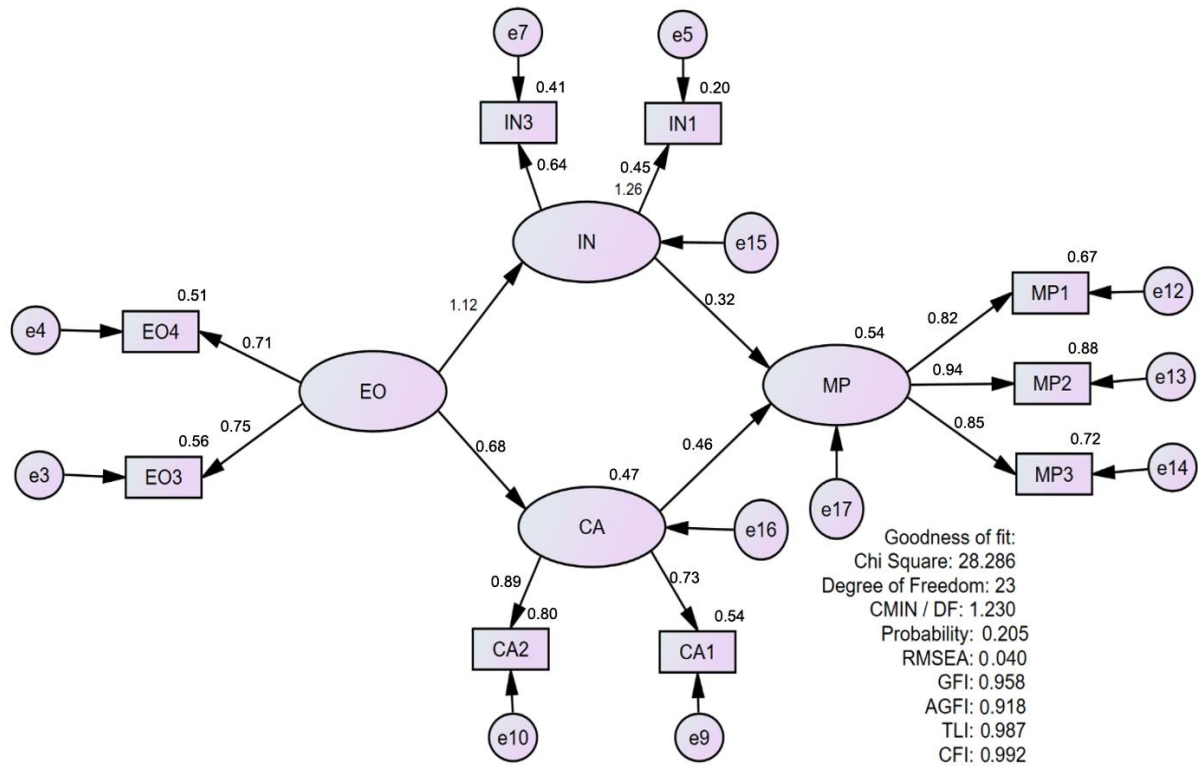 e7
e5
0.41
0.20
IN3
IN1
0.64
0.45
1.26
IN
e15
0.67
MP1
e12
0.51
1.12
0.32
0.82
e4
EO4
0.71
0.54
0.88
EO
MP
0.94
MP2
e13
0.56
0.75
0.68
0.46
0.85
0.72
e3
EO3
0.47
MP3
e14
CA
e16
e17
0.89
0.73
0.80
0.54
CA2
CA1
e10
e9
Goodness of fit:
Chi Square: 28.286
Degree of Freedom: 23
CMIN / DF: 1.230
Probability: 0.205
RMSEA: 0.040
GFI: 0.958
AGFI: 0.918
TLI: 0.987
CFI: 0.992